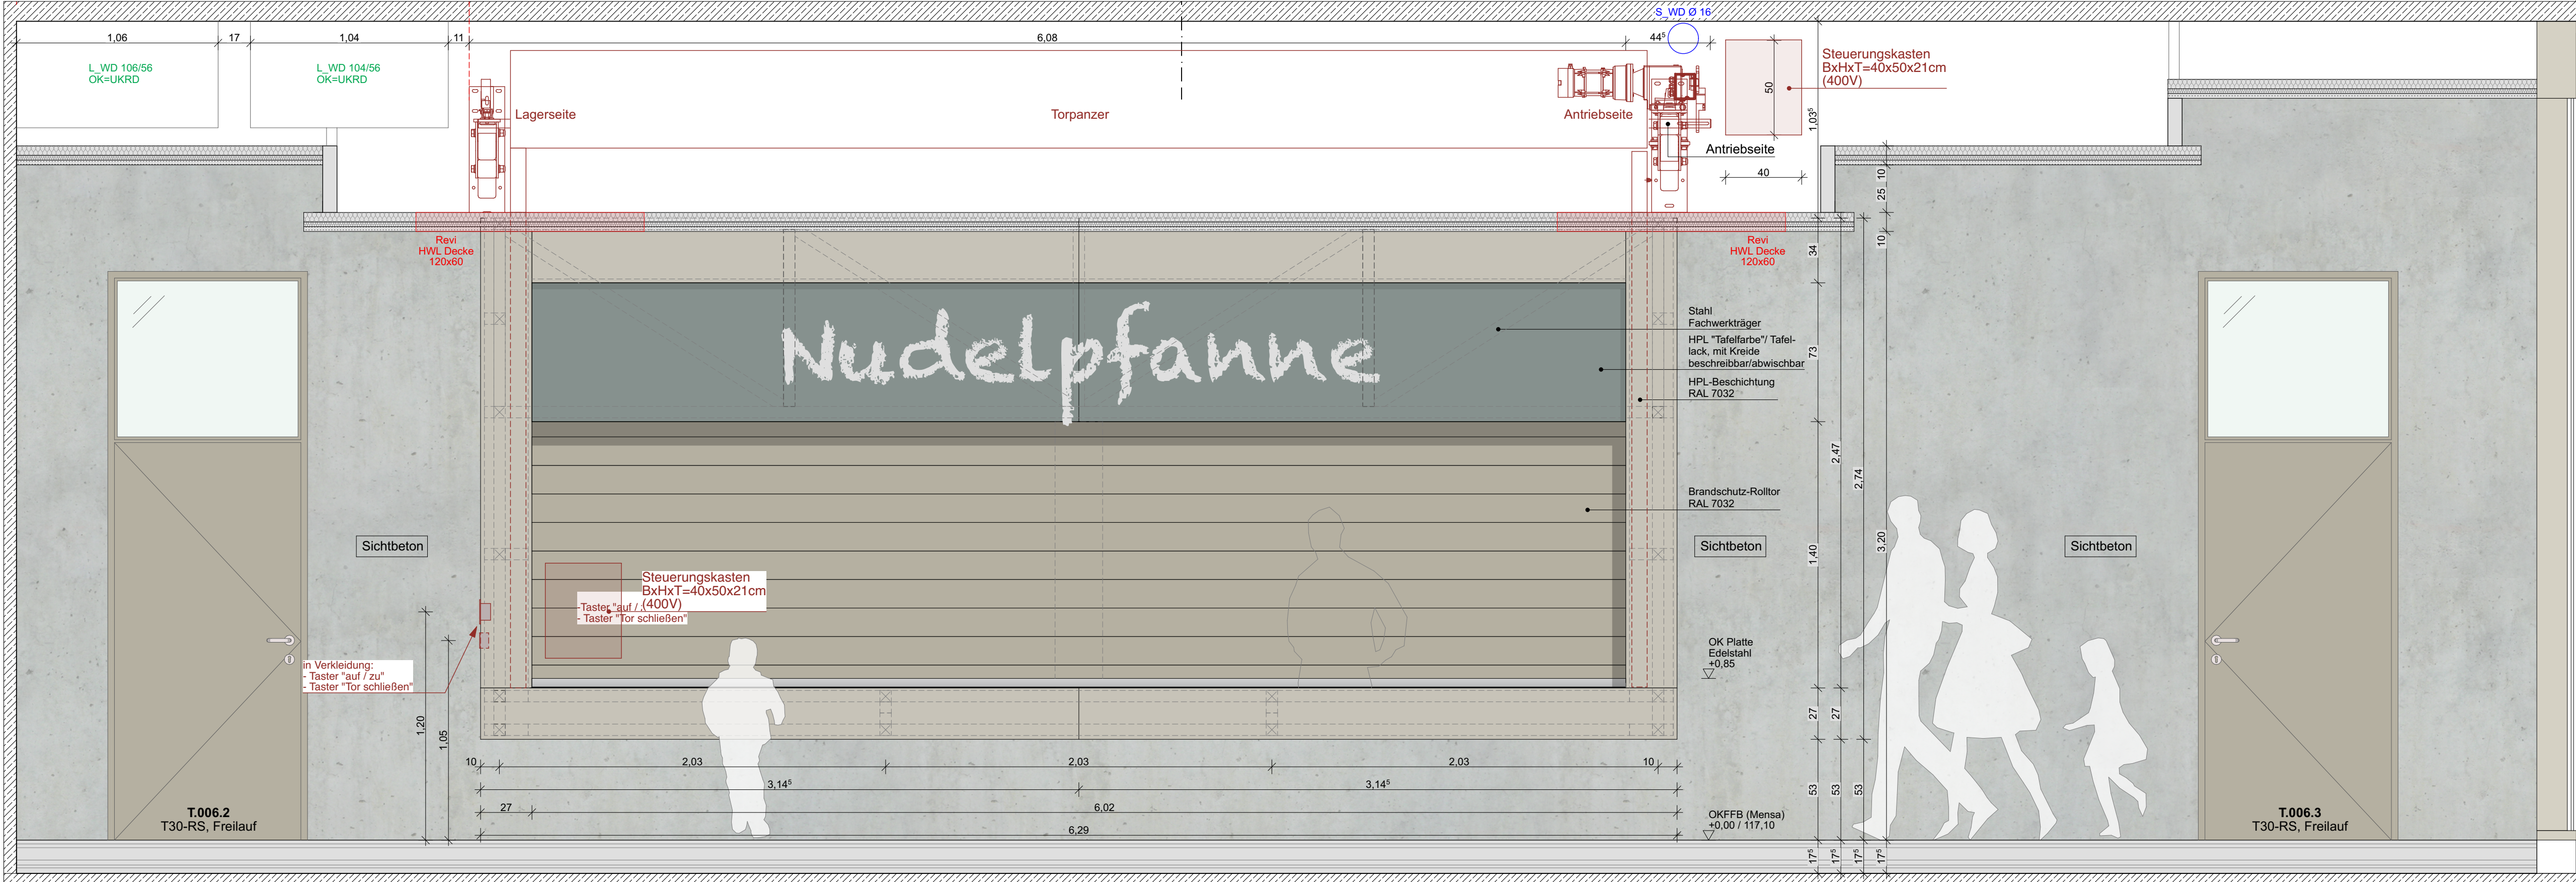 S_WD Ø 16
1,06
17
1,04
11
6,08
44⁵
L_WD 106/56
OK=UKRD
L_WD 104/56
OK=UKRD
Steuerungskasten
BxHxT=40x50x21cm
(400V)
50
1,03⁵
Lagerseite
Torpanzer
Antriebseite
Antriebseite
40
10
25
10
34
Revi
HWL Decke
120x60
Revi
HWL Decke
120x60
Nudelpfanne
Stahl
Fachwerkträger
HPL "Tafelfarbe"/ Tafel-
lack, mit Kreide
beschreibbar/abwischbar
HPL-Beschichtung
RAL 7032
73
2,47
2,74
Brandschutz-Rolltor
RAL 7032
Sichtbeton
Sichtbeton
Sichtbeton
1,40
3,20
Steuerungskasten
BxHxT=40x50x21cm
(400V)
-Taster "auf /
- Taster "Tor schließen"
in Verkleidung:
- Taster "auf / zu"
- Taster "Tor schließen"
OK Platte
Edelstahl
+0,85
1,20
1,05
27
27
10
2,03
2,03
2,03
10
3,14⁵
3,14⁵
53
53
53
27
6,02
6,29
T.006.2
T30-RS, Freilauf
OKFFB (Mensa)
+0,00 / 117,10
T.006.3
T30-RS, Freilauf
17⁵
17⁵
17⁵
17⁵